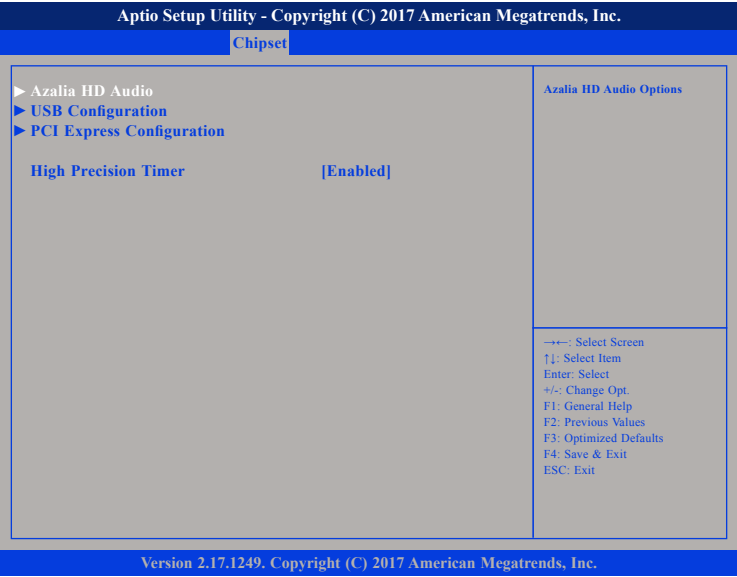 Aptio Setup Utility - Copyright (C) 2017 American Megatrends, Inc.
Chipset
► Azalia HD Audio
► USB Configuration
► PCI Express Configuration
High Precision Timer [Enabled]
Azalia HD Audio Options
→←: Select Screen
↑↓: Select Item
Enter: Select
+/-: Change Opt.
F1: General Help
F2: Previous Values
F3: Optimized Defaults
F4: Save & Exit
ESC: Exit
Version 2.17.1249. Copyright (C) 2017 American Megatrends, Inc.